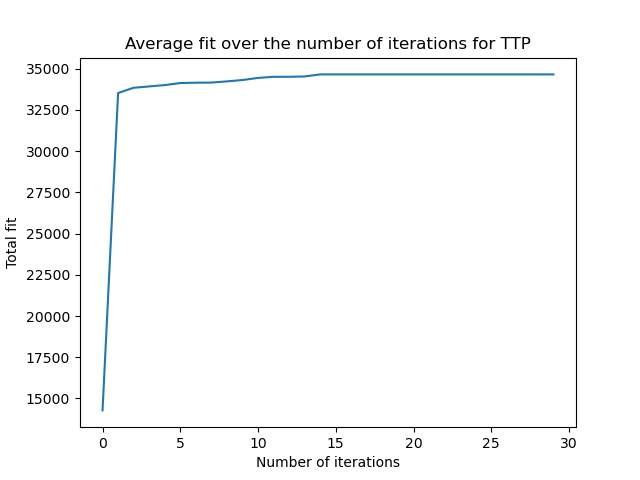 Average fit over the number of iterations for TTP
35000
32500
30000
27500
25000
22500
20000
17500
15000
Total fit
0 5 10 15 20 25 30
Number of iterations